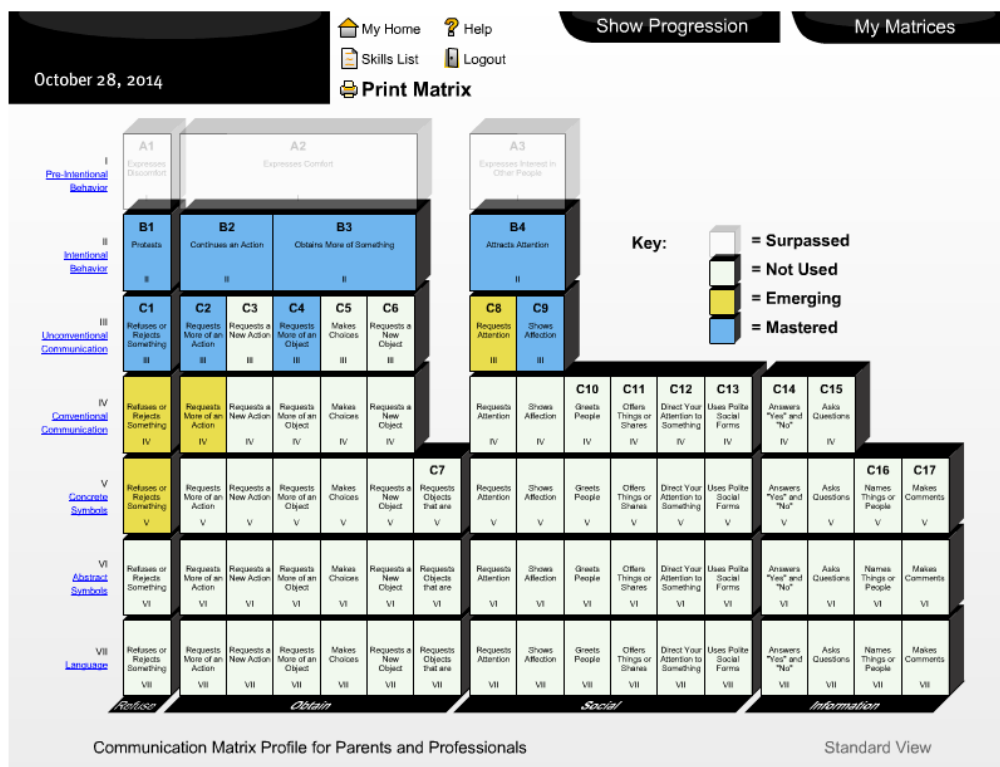 My Home
Help
Show Progression
My Matrices
Skills List
Logout
October 28, 2014
Print Matrix
A1
Expresses
Discomfort
A2
Expresses Comfort
A3
Expresses Interest in
Other People
I
Pre-Intentional
Behavior
B1
Protests
II
B2
Continues an Action
II
B3
Obtains More of Something
II
B4
Attracts Attention
II
II
Intentional
Behavior
Key:
= Surpassed
= Not Used
= Emerging
= Mastered
III
Unconventional
Communication
C1
Refuses or
Rejects
Something
III
C2
Requests
More of an
Action
III
C3
Requests a
New Action
III
C4
Requests
More of an
Object
III
C5
Makes
Choices
III
C6
Requests a
New
Object
III
C8
Requests
Attention
III
C9
Shows
Affection
III
IV
Conventional
Communication
Refuses or
Rejects
Something
IV
Requests
More of an
Action
IV
Requests a
New Action
IV
Requests
More of an
Object
IV
Makes
Choices
IV
Requests a
New
Object
IV
Requests
Attention
IV
Shows
Affection
IV
C10
Greets
People
IV
C11
Offers
Things or
Shares
IV
C12
Direct Your
Attention to
Something
IV
C13
Uses Polite
Social
Forms
IV
C14
Answers
"Yes" and
"No"
IV
C15
Asks
Questions
IV
V
Concrete
Symbols
Refuses or
Rejects
Something
V
Requests
More of an
Action
V
Requests a
New Action
V
Requests
More of an
Object
V
Makes
Choices
V
Requests a
New
Object
V
C7
Requests
Objects
that are
V
Requests
Attention
V
Shows
Affection
V
Greets
People
V
Offers
Things or
Shares
V
Direct Your
Attention to
Something
V
Uses Polite
Social
Forms
V
Answers
"Yes" and
"No"
V
Asks
Questions
V
C16
Names
Things or
People
V
C17
Makes
Comments
V
VI
Abstract
Symbols
Refuses or
Rejects
Something
VI
Requests
More of an
Action
VI
Requests a
New Action
VI
Requests
More of an
Object
VI
Makes
Choices
VI
Requests a
New
Object
VI
Requests
Objects
that are
VI
Requests
Attention
VI
Shows
Affection
VI
Greets
People
VI
Offers
Things or
Shares
VI
Direct Your
Attention to
Something
VI
Uses Polite
Social
Forms
VI
Answers
"Yes" and
"No"
VI
Asks
Questions
VI
Names
Things or
People
VI
Makes
Comments
VI
VII
Language
Refuses or
Rejects
Something
VII
Requests
More of an
Action
VII
Requests a
New Action
VII
Requests
More of an
Object
VII
Makes
Choices
VII
Requests a
New
Object
VII
Requests
Objects
that are
VII
Requests
Attention
VII
Shows
Affection
VII
Greets
People
VII
Offers
Things or
Shares
VII
Direct Your
Attention to
Something
VII
Uses Polite
Social
Forms
VII
Answers
"Yes" and
"No"
VII
Asks
Questions
VII
Names
Things or
People
VII
Makes
Comments
VII
Refuse
Obtain
Social
Information
Communication Matrix Profile for Parents and Professionals
Standard View